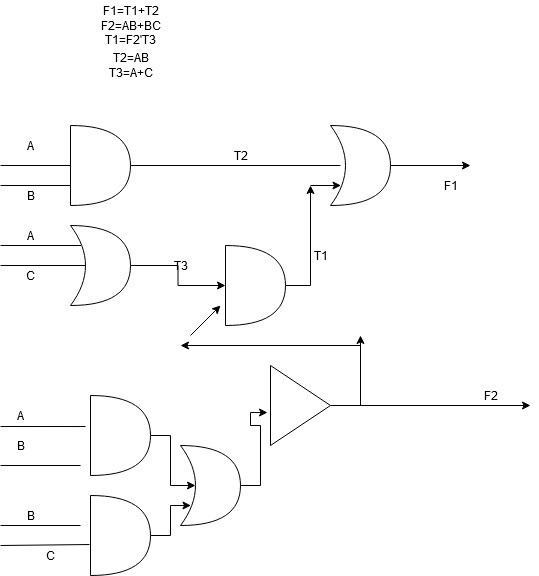 F1=T1+T2
F2=AB+BC
T1=F2'T3
T2=AB
T3=A+C
A
T2
B
F1
A
T3
C
T1
F2
A
B
B
C